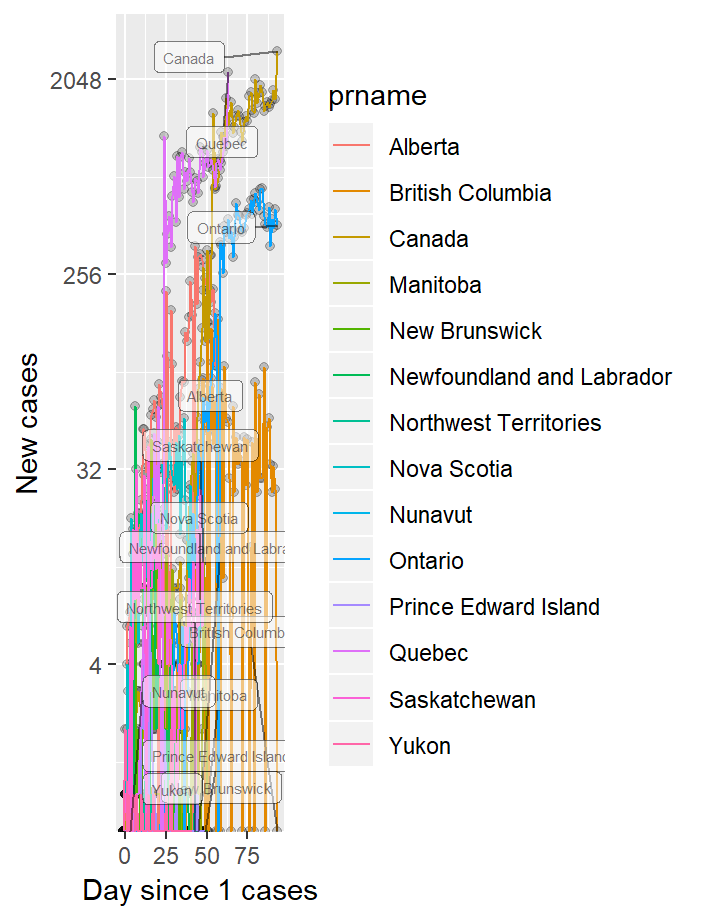 Canada
2048
Quebec
Ontario
256
Alberta
Saskatchewan
32
Nova Scotia
Newfoundland and Labra
Northwest Territories
British Columb
4
Nunavut
Manitoba
Prince Edward Island
Yukon
New Brunswick
0 25 50 75
Day since 1 cases
New cases
prname
Alberta
British Columbia
Canada
Manitoba
New Brunswick
Newfoundland and Labrador
Northwest Territories
Nova Scotia
Nunavut
Ontario
Prince Edward Island
Quebec
Saskatchewan
Yukon